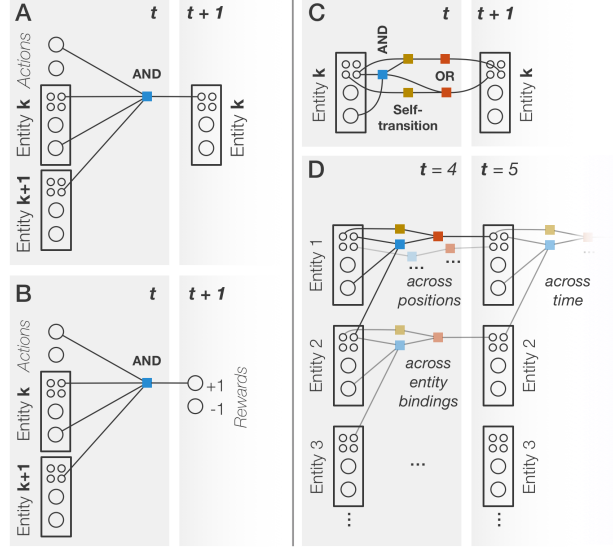 A
t
t + 1
Actions
AND
Entity k
Entity k
Entity k+1
B
t
t + 1
Actions
AND
Entity k
+1
-1
Rewards
Entity k+1
C
t
t + 1
AND
OR
Entity k
Entity k
Self-
transition
D
t = 4
t = 5
Entity 1
...
...
across
positions
across
time
Entity 2
Entity 2
across
entity
bindings
Entity 3
...
Entity 3
...
...